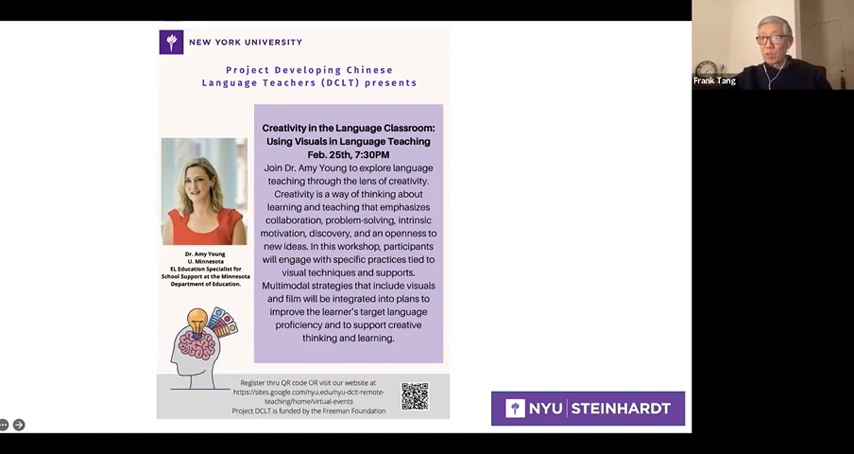 NEW YORK UNIVERSITY
Project Developing Chinese
Language Teachers (DCLT) presents
Creativity in the Language Classroom:
Using Visuals in Language Teaching
Feb. 25th, 7:30PM
Join Dr. Amy Young to explore language
teaching through the lens of creativity.
Creativity is a way of thinking about
learning and teaching that emphasizes
collaboration, problem-solving, intrinsic
motivation, discovery, and an openness to
new ideas. In this workshop, participants
will engage with specific practices tied to
visual techniques and supports.
Multimodal strategies that include visuals
and film will be integrated into plans to
improve the learner's target language
proficiency and to support creative
thinking and learning.
Dr. Amy Young
U. Minnesota
EL Education Specialist for
School Support at the Minnesota
Department of Education.
Register thru QR code OR visit our website at
https://sites.google.com/nyu.edu/nyu-dclt-remote-
teaching/home/virtual-events
Project DCLT is funded by the Freeman Foundation
NYU STEINHARDT
Frank Tang